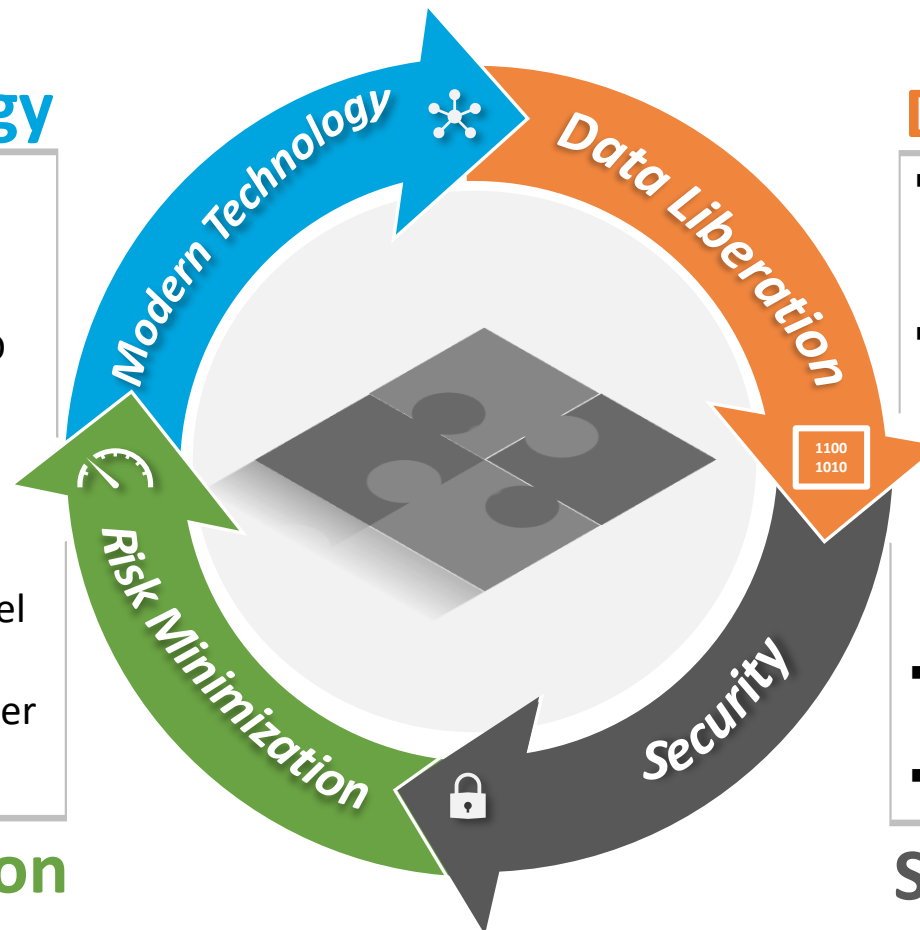 gy
Modern Technology
Data Liberation
1100
1010
el
er
Risk Minimization
Security
on
S